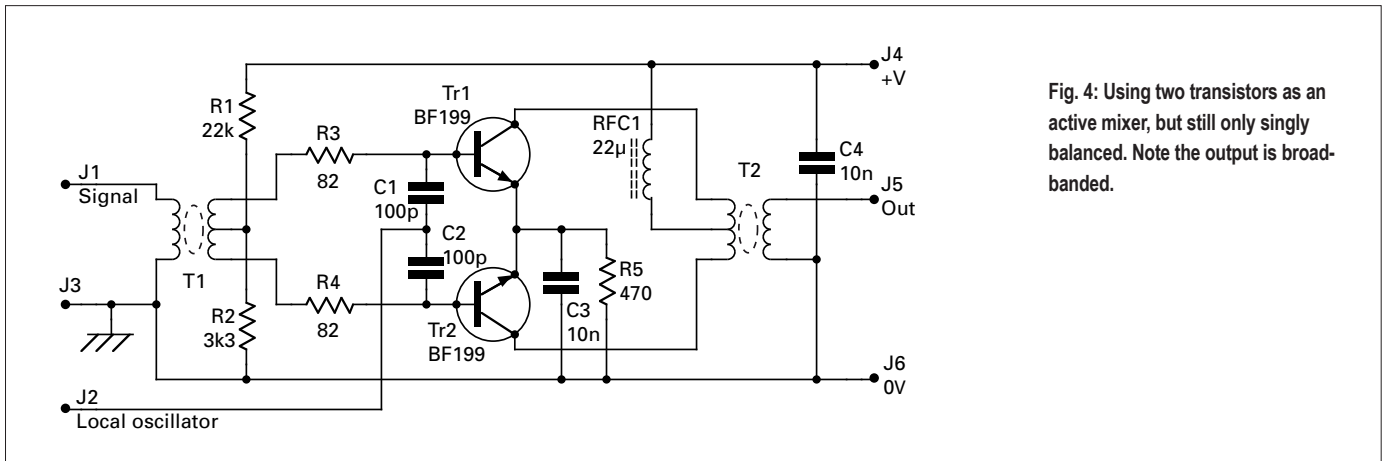 J1
Signal
J3
J2
Local oscillator
T1
R1
22k
R2
3k3
R3
82
R4
82
C1
100p
C2
100p
Tr1
BF199
Tr2
BF199
C3
10n
R5
470
RFC1
22µ
T2
C4
10n
J4
+V
J5
Out
J6
0V
Fig. 4: Using two transistors as an
active mixer, but still only singly
balanced. Note the output is broad-
banded.